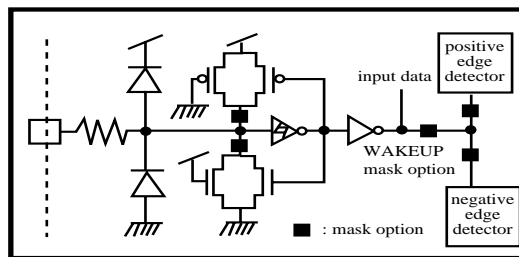 positive
edge
detector
input data
WAKEUP
mask option
negative
edge
detector
: mask option